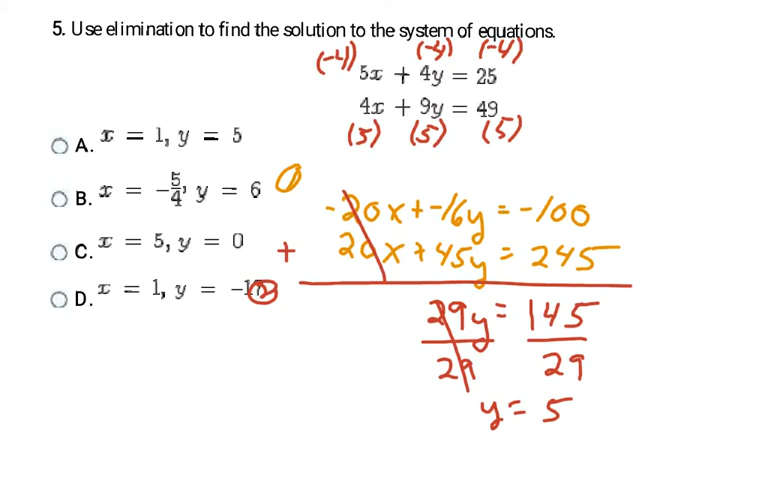 5. Use elimination to find the solution to the system of equations.
(-4) (-4) (-4)
5x + 4y = 25
4x + 9y = 49
(5) (5) (5)
A. x = 1, y = 5
B. x = -5/4, y = 6
C. x = 5, y = 0
D. x = 1, y =
①
-20x + -16y = -100
+ 20x + 45y = 245
②
29y = 145
29 29
y = 5